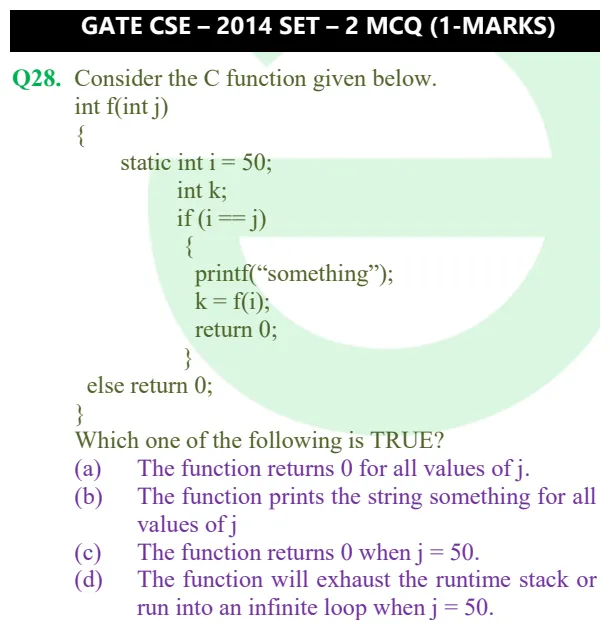 GATE CSE – 2014 SET – 2 MCQ (1-MARKS)
Q28. Consider the C function given below.
int f(int j)
{
static int i = 50;
int k;
if (i == j)
{
printf(“something”);
k = f(i);
return 0;
}
else return 0;
}
Which one of the following is TRUE?
(a) The function returns 0 for all values of j.
(b) The function prints the string something for all
values of j
(c) The function returns 0 when j = 50.
(d) The function will exhaust the runtime stack or
run into an infinite loop when j = 50.